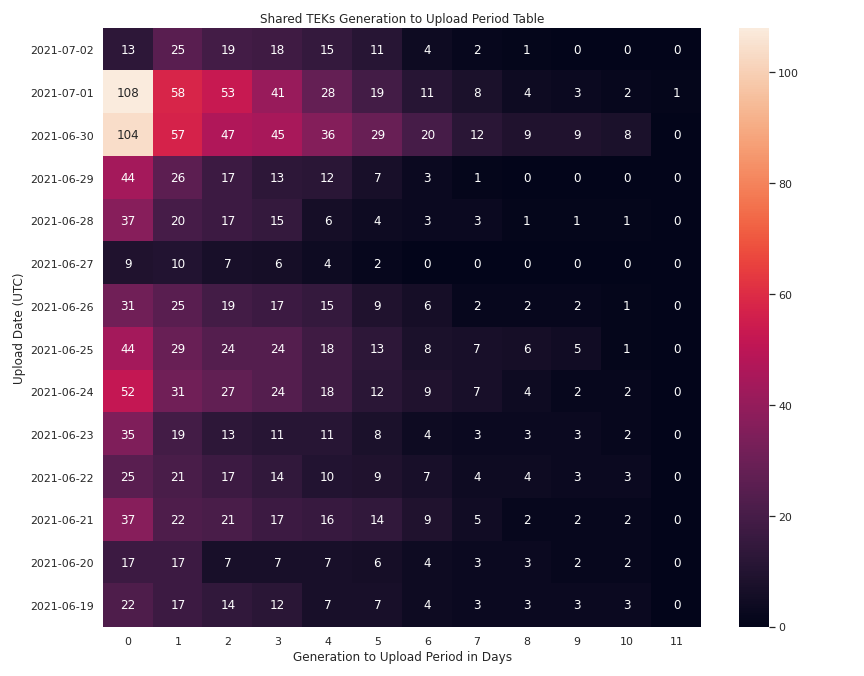 Shared TEKs Generation to Upload Period Table
Upload Date (UTC)
2021-07-02 13 25 19 18 15 11 4 2 1 0 0 0
2021-07-01 108 58 53 41 28 19 11 8 4 3 2 1
2021-06-30 104 57 47 45 36 29 20 12 9 9 8 0
2021-06-29 44 26 17 13 12 7 3 1 0 0 0 0
2021-06-28 37 20 17 15 6 4 3 3 1 1 1 0
2021-06-27 9 10 7 6 4 2 0 0 0 0 0 0
2021-06-26 31 25 19 17 15 9 6 2 2 2 1 0
2021-06-25 44 29 24 24 18 13 8 7 6 5 1 0
2021-06-24 52 31 27 24 18 12 9 7 4 2 2 0
2021-06-23 35 19 13 11 11 8 4 3 3 3 2 0
2021-06-22 25 21 17 14 10 9 7 4 4 3 3 0
2021-06-21 37 22 21 17 16 14 9 5 2 2 2 0
2021-06-20 17 17 7 7 7 6 4 3 3 2 2 0
2021-06-19 22 17 14 12 7 7 4 3 3 3 3 0
0 1 2 3 4 5 6 7 8 9 10 11
Generation to Upload Period in Days
100
80
60
40
20
0